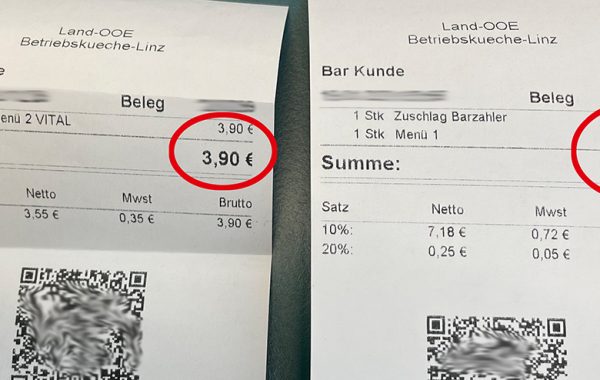 Land-OOE
Betriebskueche-Linz
Beleg
enü 2 VITAL 3,90 €
3,90 €
Netto Mwst Brutto
3,55 € 0,35 € 3,90 €
Land-OOE
Betriebskueche-Linz
Bar Kunde
Beleg
1 Stk Zuschlag Barzahler
1 Stk Menü 1
Summe:
Satz Netto Mwst
10%: 7,18 € 0,72 €
20%: 0,25 € 0,05 €